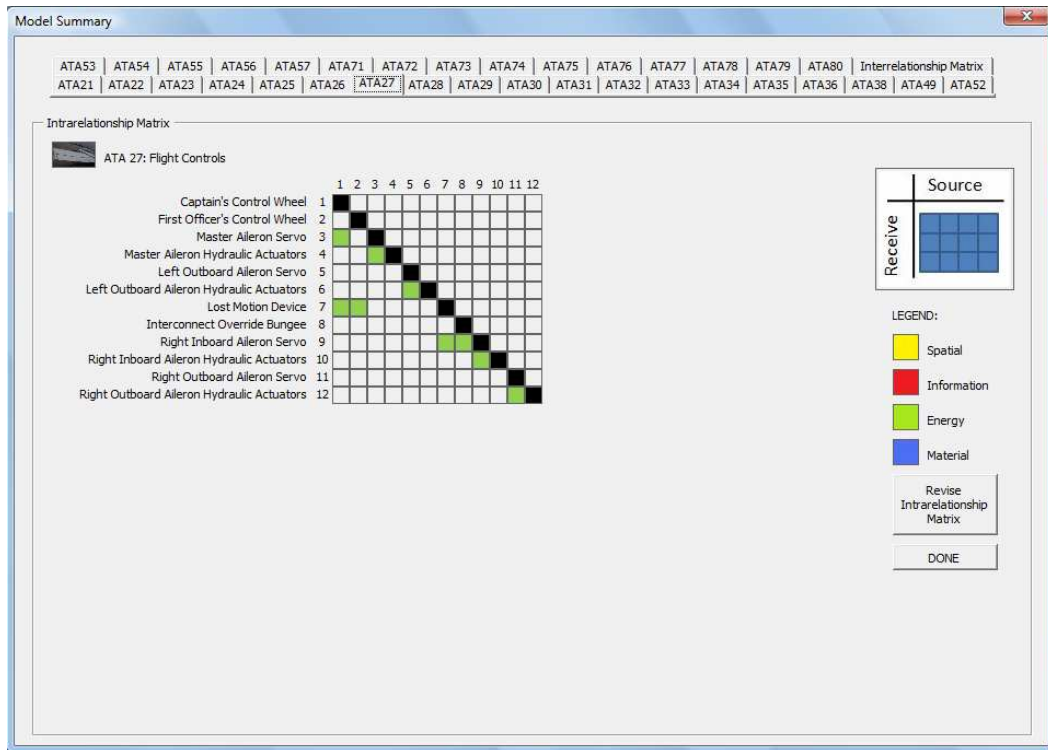 Model Summary
ATA53 ATA54 ATA55 ATA56 ATA57 ATA71 ATA72 ATA73 ATA74 ATA75 ATA76 ATA77 ATA78 ATA79 ATA80 Interrelationship Matrix
ATA21 ATA22 ATA23 ATA24 ATA25 ATA26 ATA27 ATA28 ATA29 ATA30 ATA31 ATA32 ATA33 ATA34 ATA35 ATA36 ATA38 ATA49 ATA52
Intrarelationship Matrix
ATA 27: Flight Controls
1 2 3 4 5 6 7 8 9 10 11 12
Captain's Control Wheel 1
First Officer's Control Wheel 2
Master Aileron Servo 3
Master Aileron Hydraulic Actuators 4
Left Outboard Aileron Servo 5
Left Outboard Aileron Hydraulic Actuators 6
Lost Motion Device 7
Interconnect Override Bungee 8
Right Inboard Aileron Servo 9
Right Inboard Aileron Hydraulic Actuators 10
Right Outboard Aileron Servo 11
Right Outboard Aileron Hydraulic Actuators 12
Source
Receive
LEGEND:
Spatial
Information
Energy
Material
Revise
Intrarelationship
Matrix
DONE